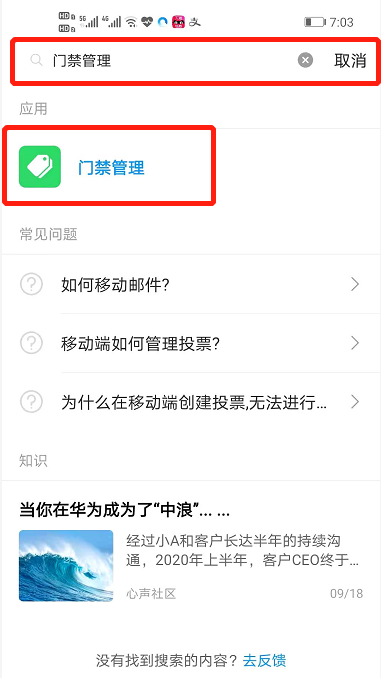 HD 5G 4G 7:03
HD
门禁管理 取消
应用
门禁管理
常见问题
如何移动邮件?
移动端如何管理投票?
为什么在移动端创建投票,无法进行...
知识
当你在华为成为了“中浪”... ...
经过小A和客户长达半年的持续沟
通，2020年上半年，客户CEO终于...
心声社区 09/18
没有找到搜索的内容? 去反馈